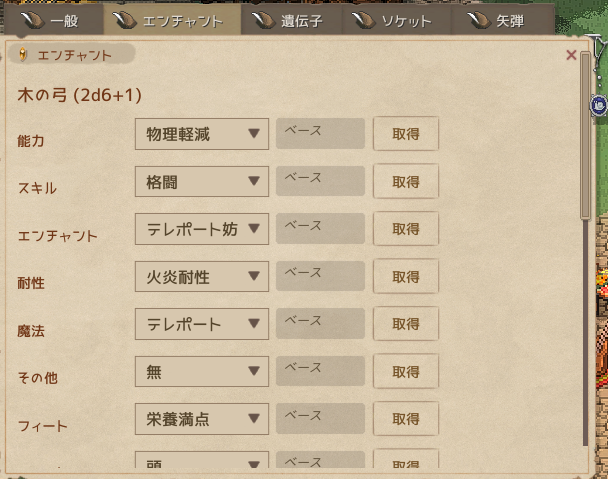 一般 エンチャント 遺伝子 ソケット 矢弾
エンチャント
木の弓 (2d6+1)
能力 物理軽減 ベース 取得
スキル 格闘 ベース 取得
エンチャント テレポート妨 ベース 取得
耐性 火炎耐性 ベース 取得
魔法 テレポート ベース 取得
その他 無 ベース 取得
フィート 栄養満点 ベース 取得
頭 ベース 取得